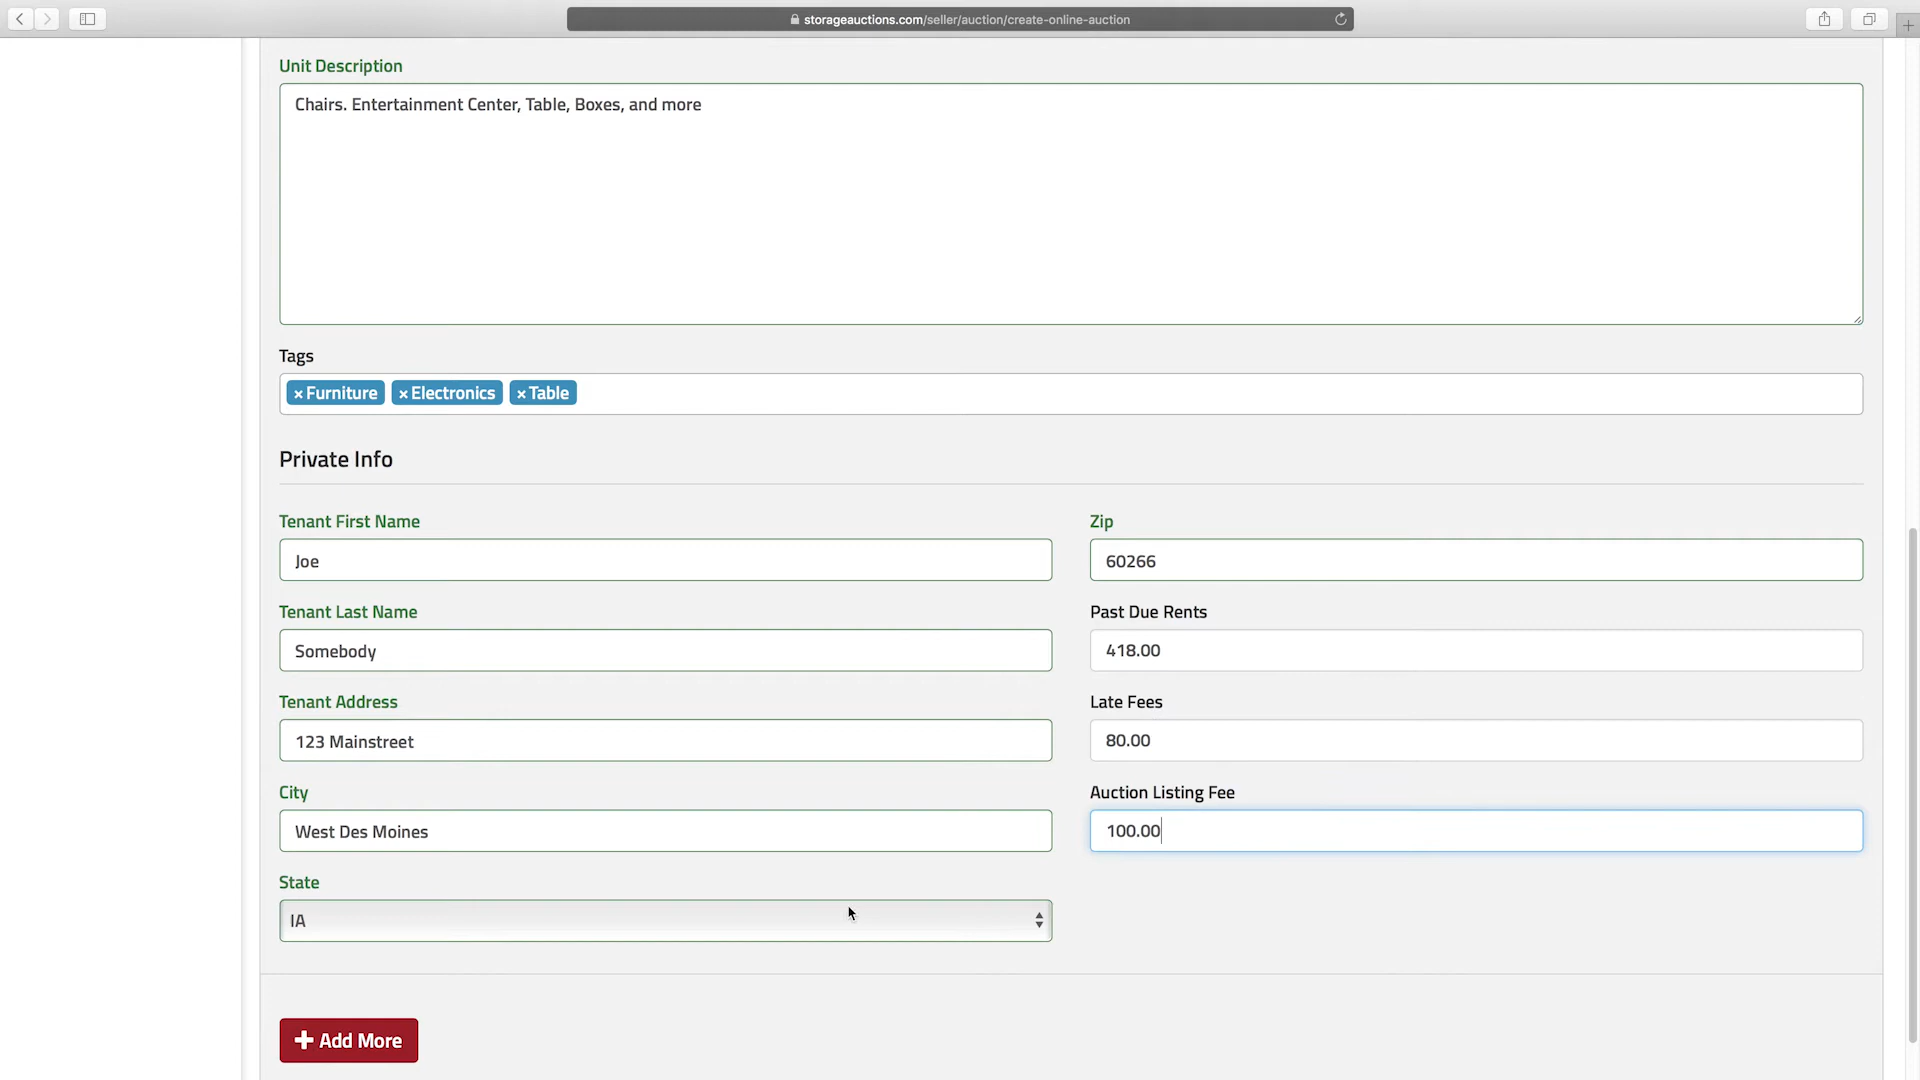 storageauctions.com/seller/auction/create-online-auction
Unit Description
Chairs. Entertainment Center, Table, Boxes, and more
Tags
×Furniture ×Electronics ×Table
Private Info
Tenant First Name
Joe
Tenant Last Name
Somebody
Tenant Address
123 Mainstreet
City
West Des Moines
State
IA
Zip
60266
Past Due Rents
418.00
Late Fees
80.00
Auction Listing Fee
100.00
+ Add More